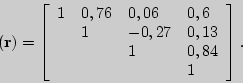 (r) = [ 1 0,76 0,06 0,6
1 −0,27 0,13
1 0,84
1 ] .